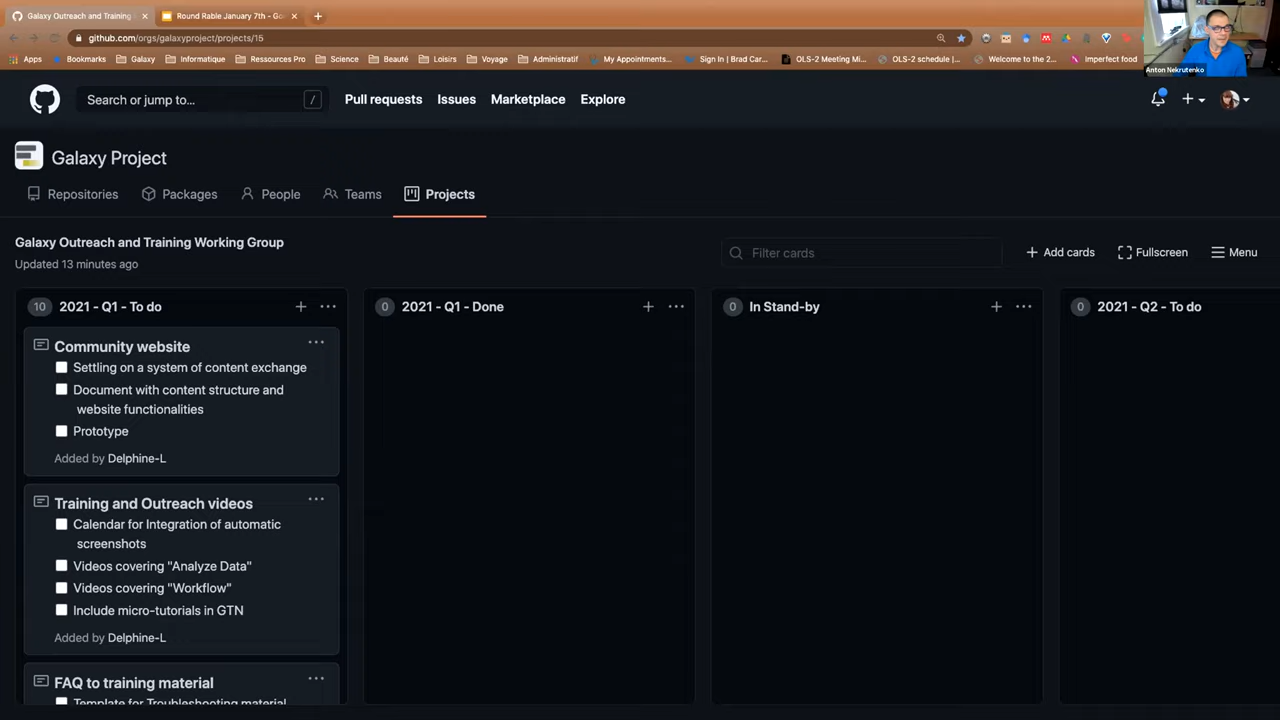 Galaxy Outreach and Training
Round Rable January 7th - Go
github.com/orgs/galaxyproject/projects/15
Apps
Bookmarks
Galaxy
Informatique
Ressources Pro
Science
Beauté
Loisirs
Voyage
Administratif
My Appointments...
Sign In | Brad Car...
OLS-2 Meeting Mi...
OLS-2 schedule |...
Welcome to the 2...
Imperfect food
Anton Nekrutenko
Search or jump to...
/
Pull requests
Issues
Marketplace
Explore
Galaxy Project
Repositories
Packages
People
Teams
Projects
Galaxy Outreach and Training Working Group
Updated 13 minutes ago
Filter cards
Add cards
Fullscreen
Menu
10 2021 - Q1 - To do
Community website
Settling on a system of content exchange
Document with content structure and
website functionalities
Prototype
Added by Delphine-L
Training and Outreach videos
Calendar for Integration of automatic
screenshots
Videos covering "Analyze Data"
Videos covering "Workflow"
Include micro-tutorials in GTN
Added by Delphine-L
FAQ to training material
Template for Troubleshooting material
0 2021 - Q1 - Done
0 In Stand-by
0 2021 - Q2 - To do